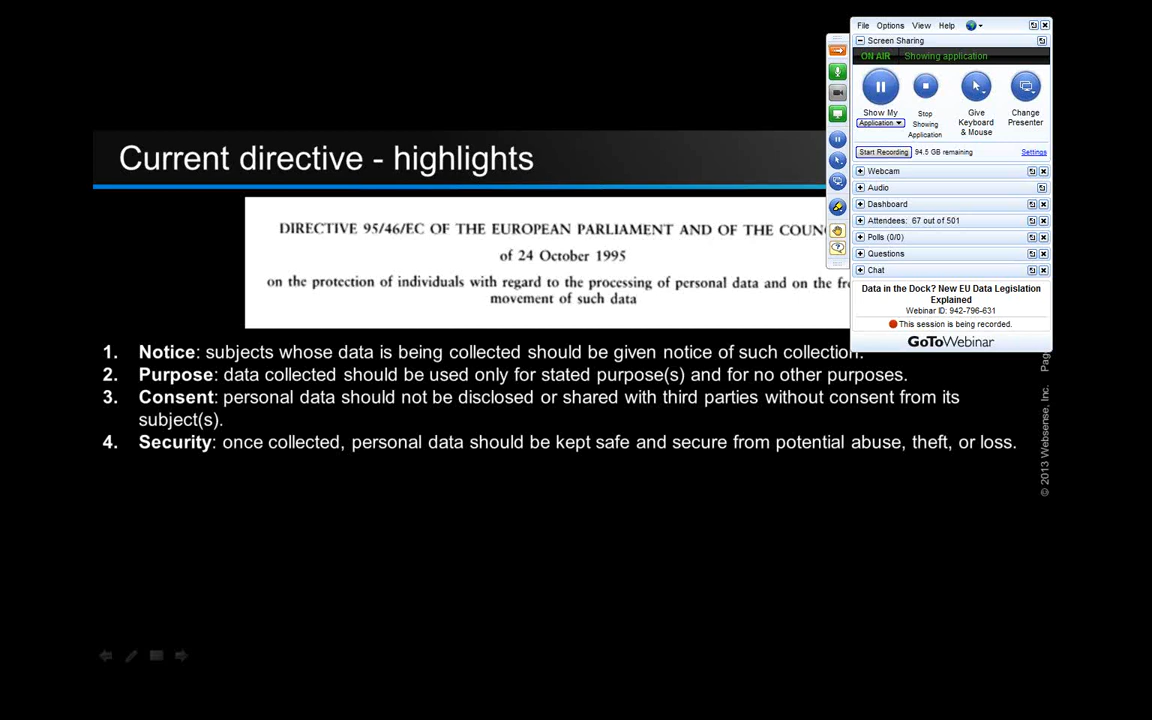 File Options View Help
Screen Sharing
ON AIR Showing application
Show My
Application
Stop
Showing
Application
Give
Keyboard
& Mouse
Change
Presenter
Start Recording 94.5 GB remaining Settings
Webcam
Audio
Dashboard
Attendees: 67 out of 501
Polls (0/0)
Questions
Chat
Data in the Dock? New EU Data Legislation
Explained
Webinar ID: 942-796-631
This session is being recorded.
GoToWebinar
Current directive - highlights
DIRECTIVE 95/46/EC OF THE EUROPEAN PARLIAMENT AND OF THE
of 24 October 1995
on the protection of individuals with regard to the processing of personal data and on the
movement of such data
1. Notice: subjects whose data is being collected should be given notice of such collection.
2. Purpose: data collected should be used only for stated purpose(s) and for no other purposes.
3. Consent: personal data should not be disclosed or shared with third parties without consent from its
subject(s).
4. Security: once collected, personal data should be kept safe and secure from potential abuse, theft, or loss.
© 2013 Websense, Inc.